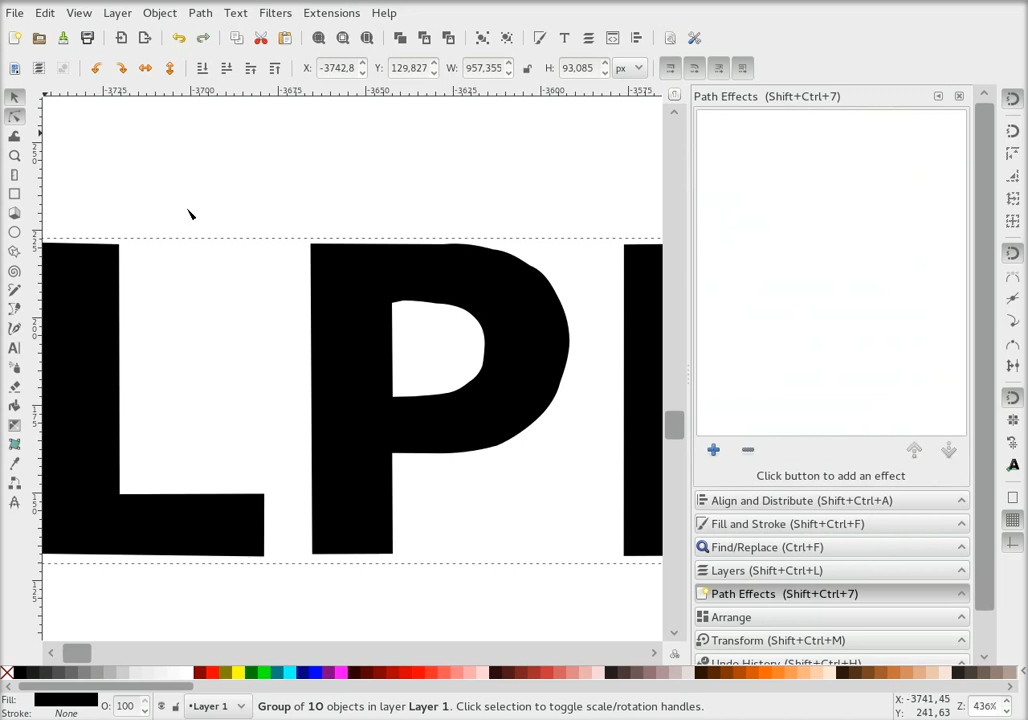 File Edit View Layer Object Path Text Filters Extensions Help
X: -3742,8 Y: 129,827 W: 957,355 H: 93,085 px
-3725 -3700 -3675 -3650 -3625 -3600 -3575
Path Effects (Shift+Ctrl+7)
LP
Click button to add an effect
Align and Distribute (Shift+Ctrl+A)
Fill and Stroke (Shift+Ctrl+F)
Find/Replace (Ctrl+F)
Layers (Shift+Ctrl+L)
Path Effects (Shift+Ctrl+7)
Arrange
Transform (Shift+Ctrl+M)
Undo History (Shift+Ctrl+H)
Fill:
Stroke: None
O: 100
•Layer 1
Group of 10 objects in layer Layer 1. Click selection to toggle scale/rotation handles.
X: -3741,45
Y: 241,63
Z: 436%